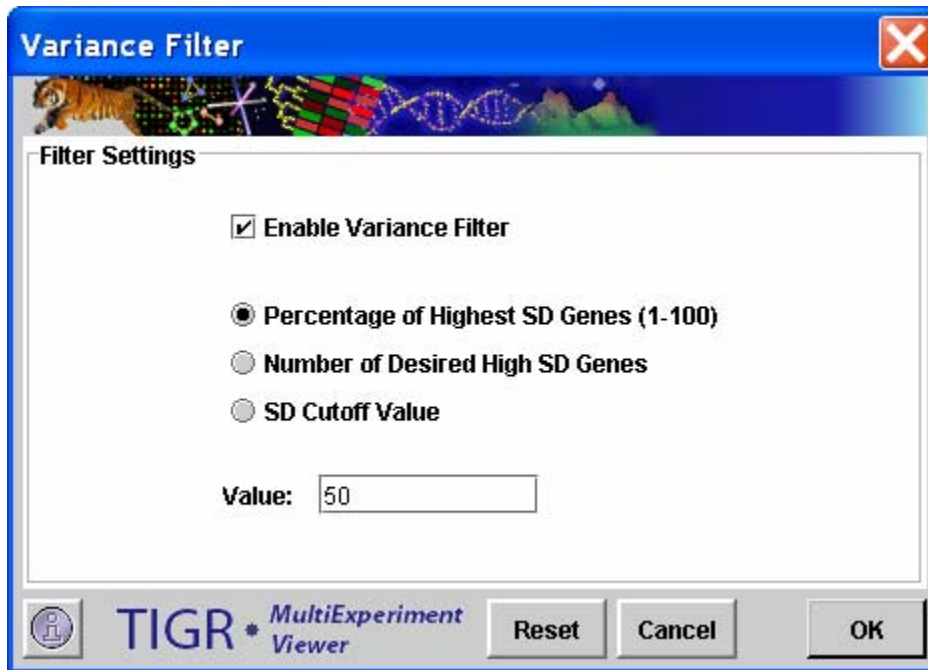 Variance Filter
Filter Settings
Enable Variance Filter
Percentage of Highest SD Genes (1-100)
Number of Desired High SD Genes
SD Cutoff Value
Value: 50
TIGR • MultiExperiment
Viewer
Reset Cancel OK